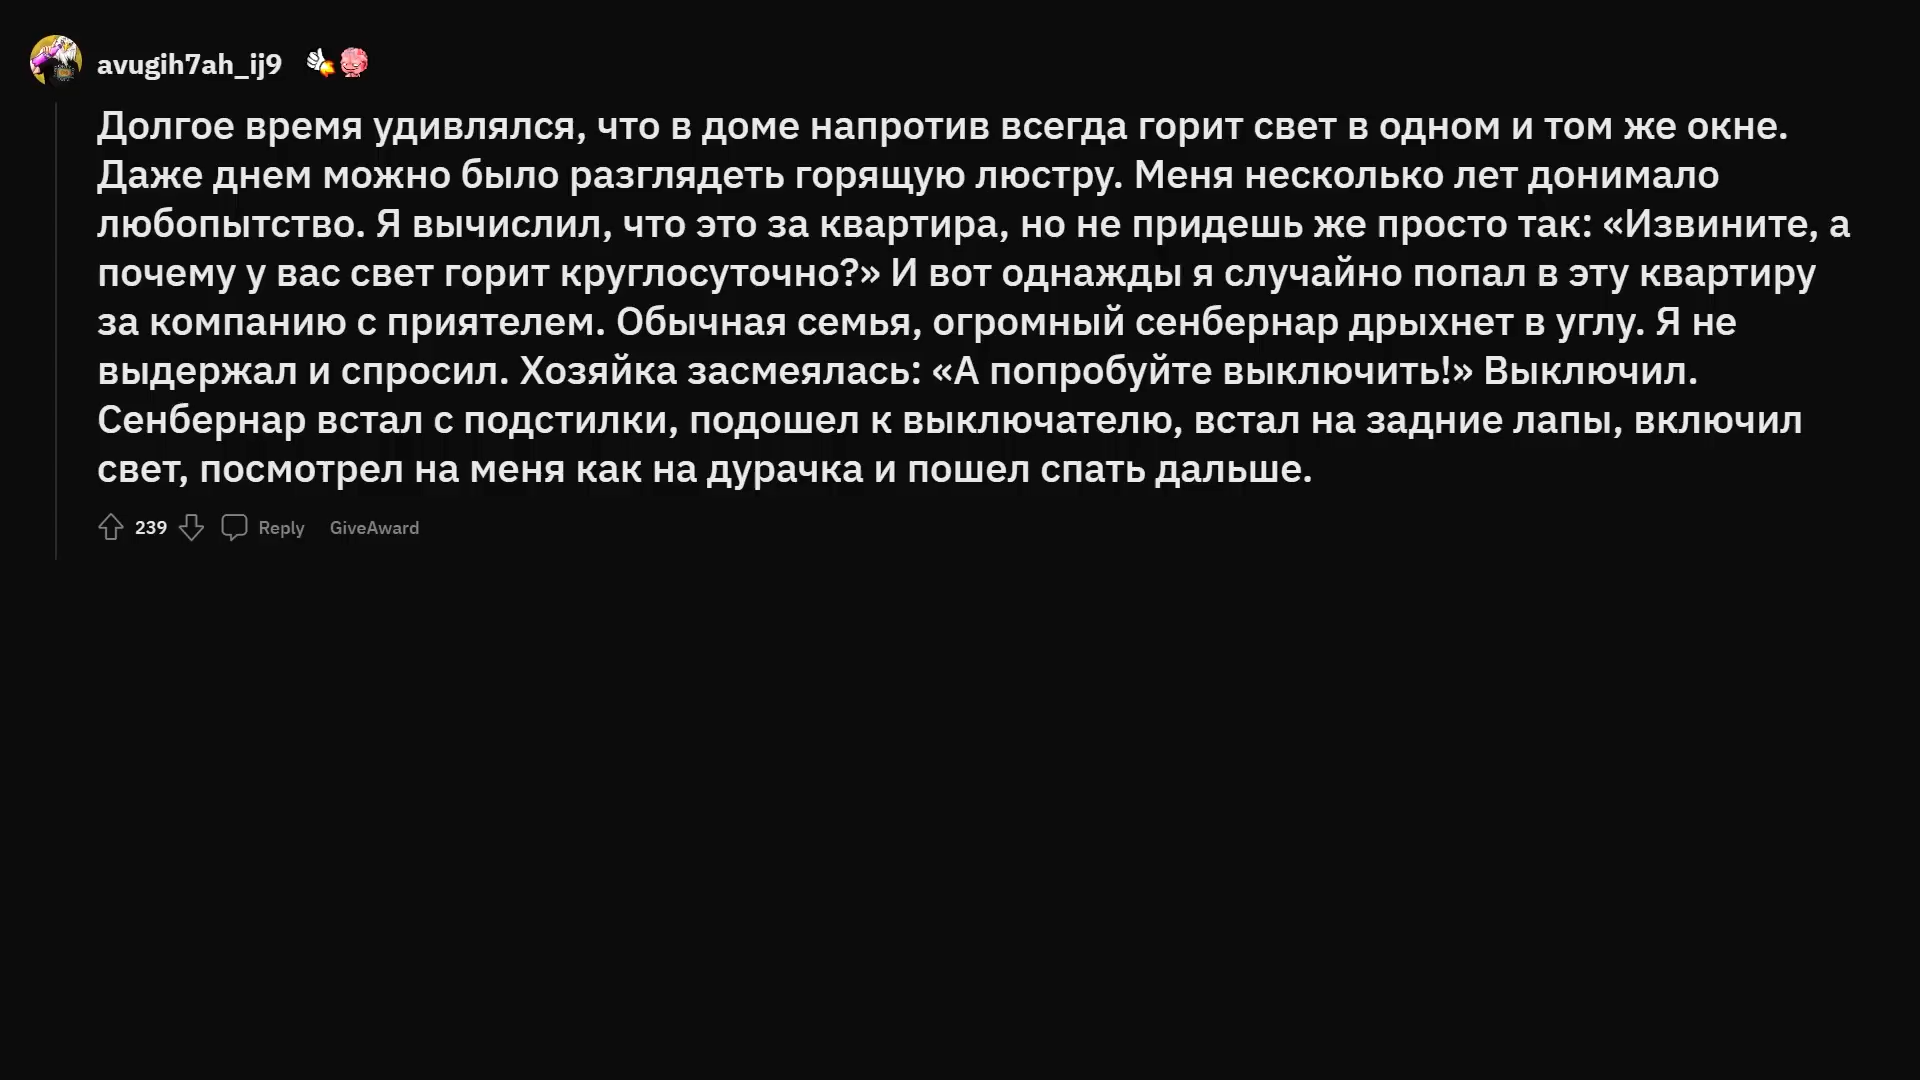 avugih7ah_ij9
Долгое время удивлялся, что в доме напротив всегда горит свет в одном и том же окне.
Даже днем можно было разглядеть горящую люстру. Меня несколько лет донимало
любопытство. Я вычислил, что это за квартира, но не придешь же просто так: «Извините, а
почему у вас свет горит круглосуточно?» И вот однажды я случайно попал в эту квартиру
за компанию с приятелем. Обычная семья, огромный сенбернар дрыхнет в углу. Я не
выдержал и спросил. Хозяйка засмеялась: «А попробуйте выключить!» Выключил.
Сенбернар встал с подстилки, подошел к выключателю, встал на задние лапы, включил
свет, посмотрел на меня как на дурачка и пошел спать дальше.
239 Reply GiveAward